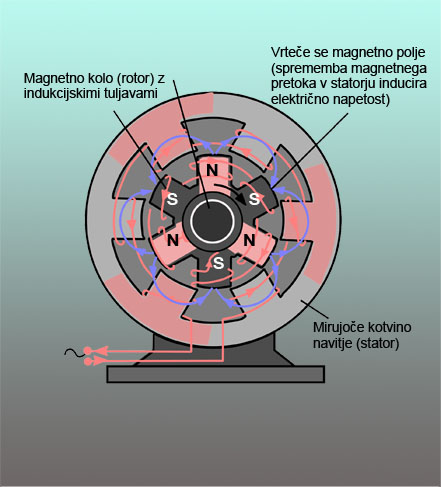 Vrteče se magnetno polje
(sprememba magnetnega
pretoka v statorju inducira
električno napetost)
Magnetno kolo (rotor) z
indukcijskimi tuljavami
N
S
S
N
N
S
Mirujoče kotvino
navitje (stator)